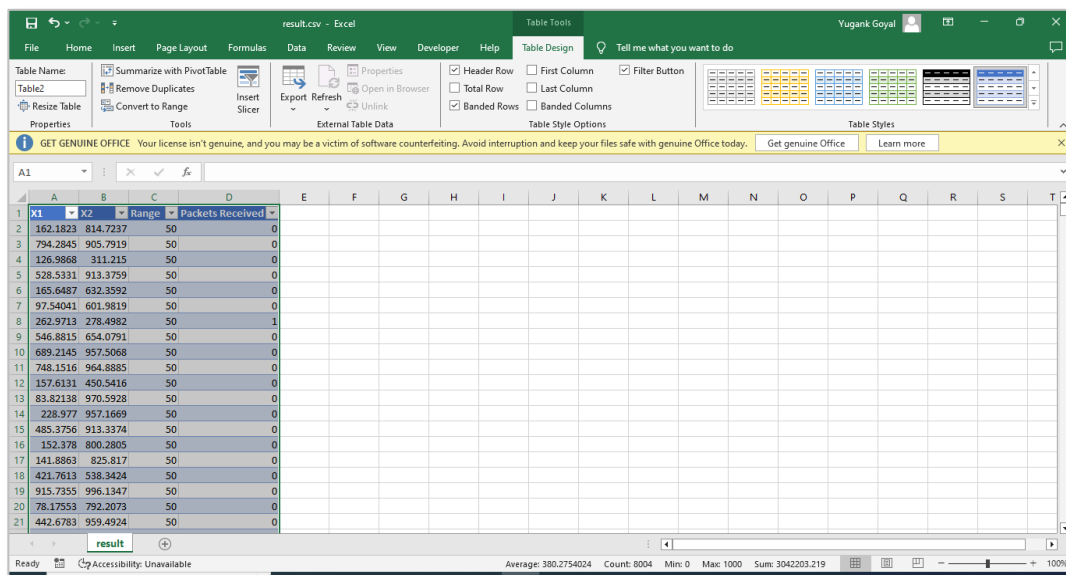 result.csv - Excel
Table Tools
Yugank Goyal
File Home Insert Page Layout Formulas Data Review View Developer Help Table Design Tell me what you want to do
Table Name:
Table2
Resize Table
Properties
Summarize with PivotTable
Remove Duplicates
Convert to Range
Insert Slicer
Tools
Export Refresh
Properties
Open in Browser
Unlink
External Table Data
Header Row First Column Filter Button
Total Row Last Column
Banded Rows Banded Columns
Table Style Options
Table Styles
GET GENUINE OFFICE Your license isn't genuine, and you may be a victim of software counterfeiting. Avoid interruption and keep your files safe with genuine Office today. Get genuine Office Learn more
A1 fx
A B C D E F G H I J K L M N O P Q R S T
1 X1 X2 Range Packets Received
2 162.1823 814.7237 50 0
3 794.2845 905.7919 50 0
4 126.9868 311.215 50 0
5 528.5331 913.3759 50 0
6 165.6487 632.3592 50 0
7 97.54041 601.9819 50 0
8 262.9713 278.4982 50 1
9 546.8815 654.0791 50 0
10 689.2145 957.5068 50 0
11 748.1516 964.8885 50 0
12 157.6131 450.5416 50 0
13 83.82138 970.5928 50 0
14 228.977 957.1669 50 0
15 485.3756 913.3374 50 0
16 152.378 800.2805 50 0
17 141.8863 825.817 50 0
18 421.7613 538.3424 50 0
19 915.7355 996.1347 50 0
20 78.17553 792.2073 50 0
21 442.6783 959.4924 50 0
result
Ready Accessibility: Unavailable Average: 380.2754024 Count: 8004 Min: 0 Max: 1000 Sum: 3042203.219 100%